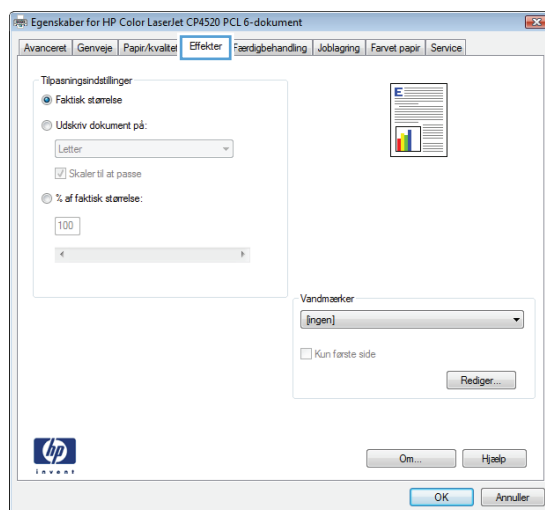 Egenskaber for HP Color LaserJet CP4520 PCL 6-dokument
Avanceret Genveje Papir/kvalitet Effekter Færdigbehandling Joblagring Farvet papir Service
Tilpasningsindstillinger
Faktisk størrelse
Udskriv dokument på:
Letter
Skaler til at passe
% af faktisk størrelse:
100
E
Vandmærker
[ingen]
Kun første side
Rediger...
hp
invent
Om... Hjælp
OK Annuller